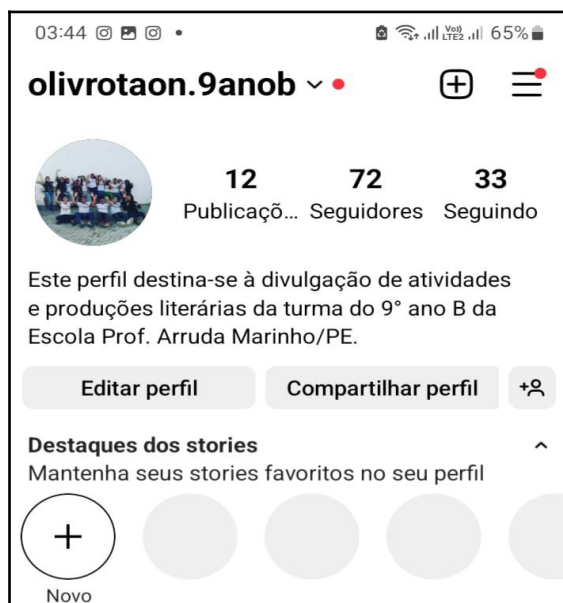 03:44
Vo)) LTE2 65%
olivrotaon.9anob
12 72 33
Publicaçõ... Seguidores Seguindo
Este perfil destina-se à divulgação de atividades
e produções literárias da turma do 9° ano B da
Escola Prof. Arruda Marinho/PE.
Editar perfil Compartilhar perfil
Destaques dos stories
Mantenha seus stories favoritos no seu perfil
Novo